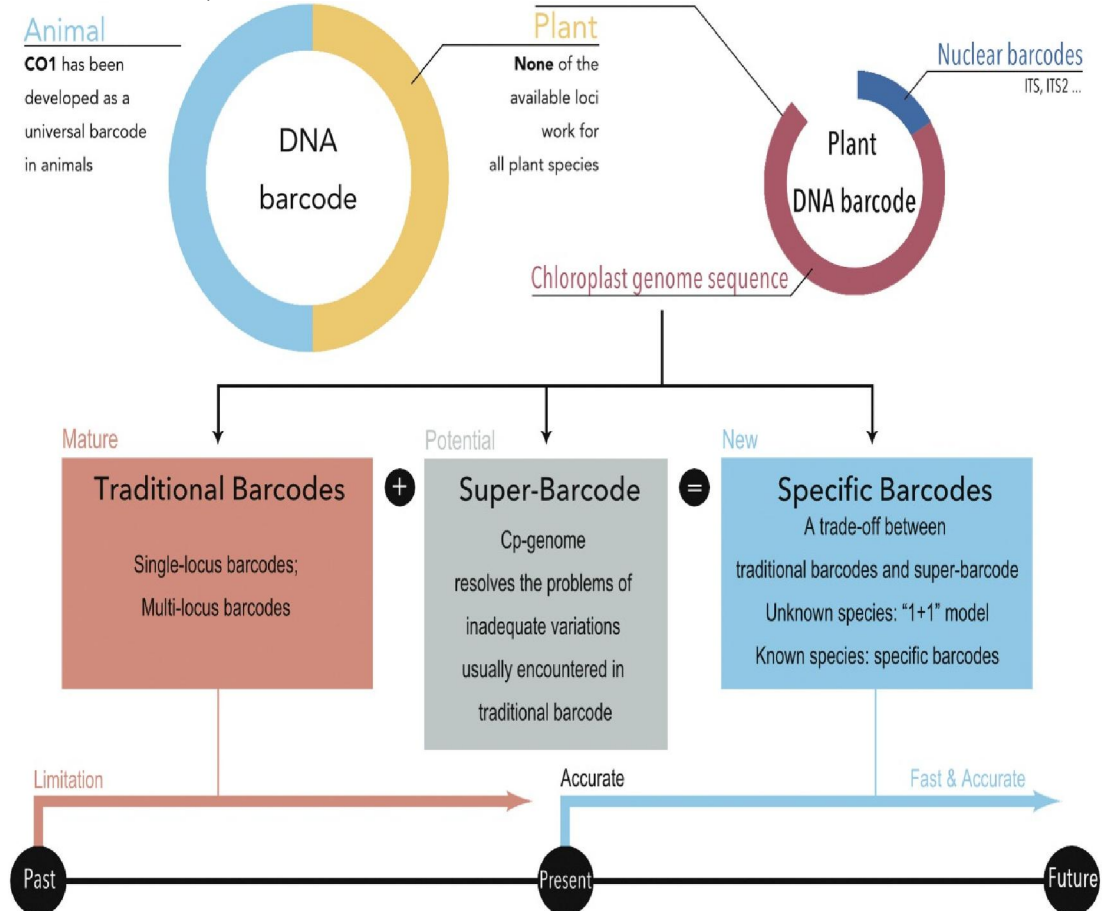 Animal
CO1 has been
developed as a
universal barcode
in animals
DNA
barcode
Plant
None of the
available loci
work for
all plant species
Nuclear barcodes
ITS, ITS2 ...
Plant
DNA barcode
Chloroplast genome sequence
Mature
Traditional Barcodes
Single-locus barcodes;
Multi-locus barcodes
+
Potential
Super-Barcode
Cp-genome
resolves the problems of
inadequate variations
usually encountered in
traditional barcode
=
New
Specific Barcodes
A trade-off between
traditional barcodes and super-barcode
Unknown species: “1+1” model
Known species: specific barcodes
Limitation
Accurate
Fast & Accurate
Past
Present
Future